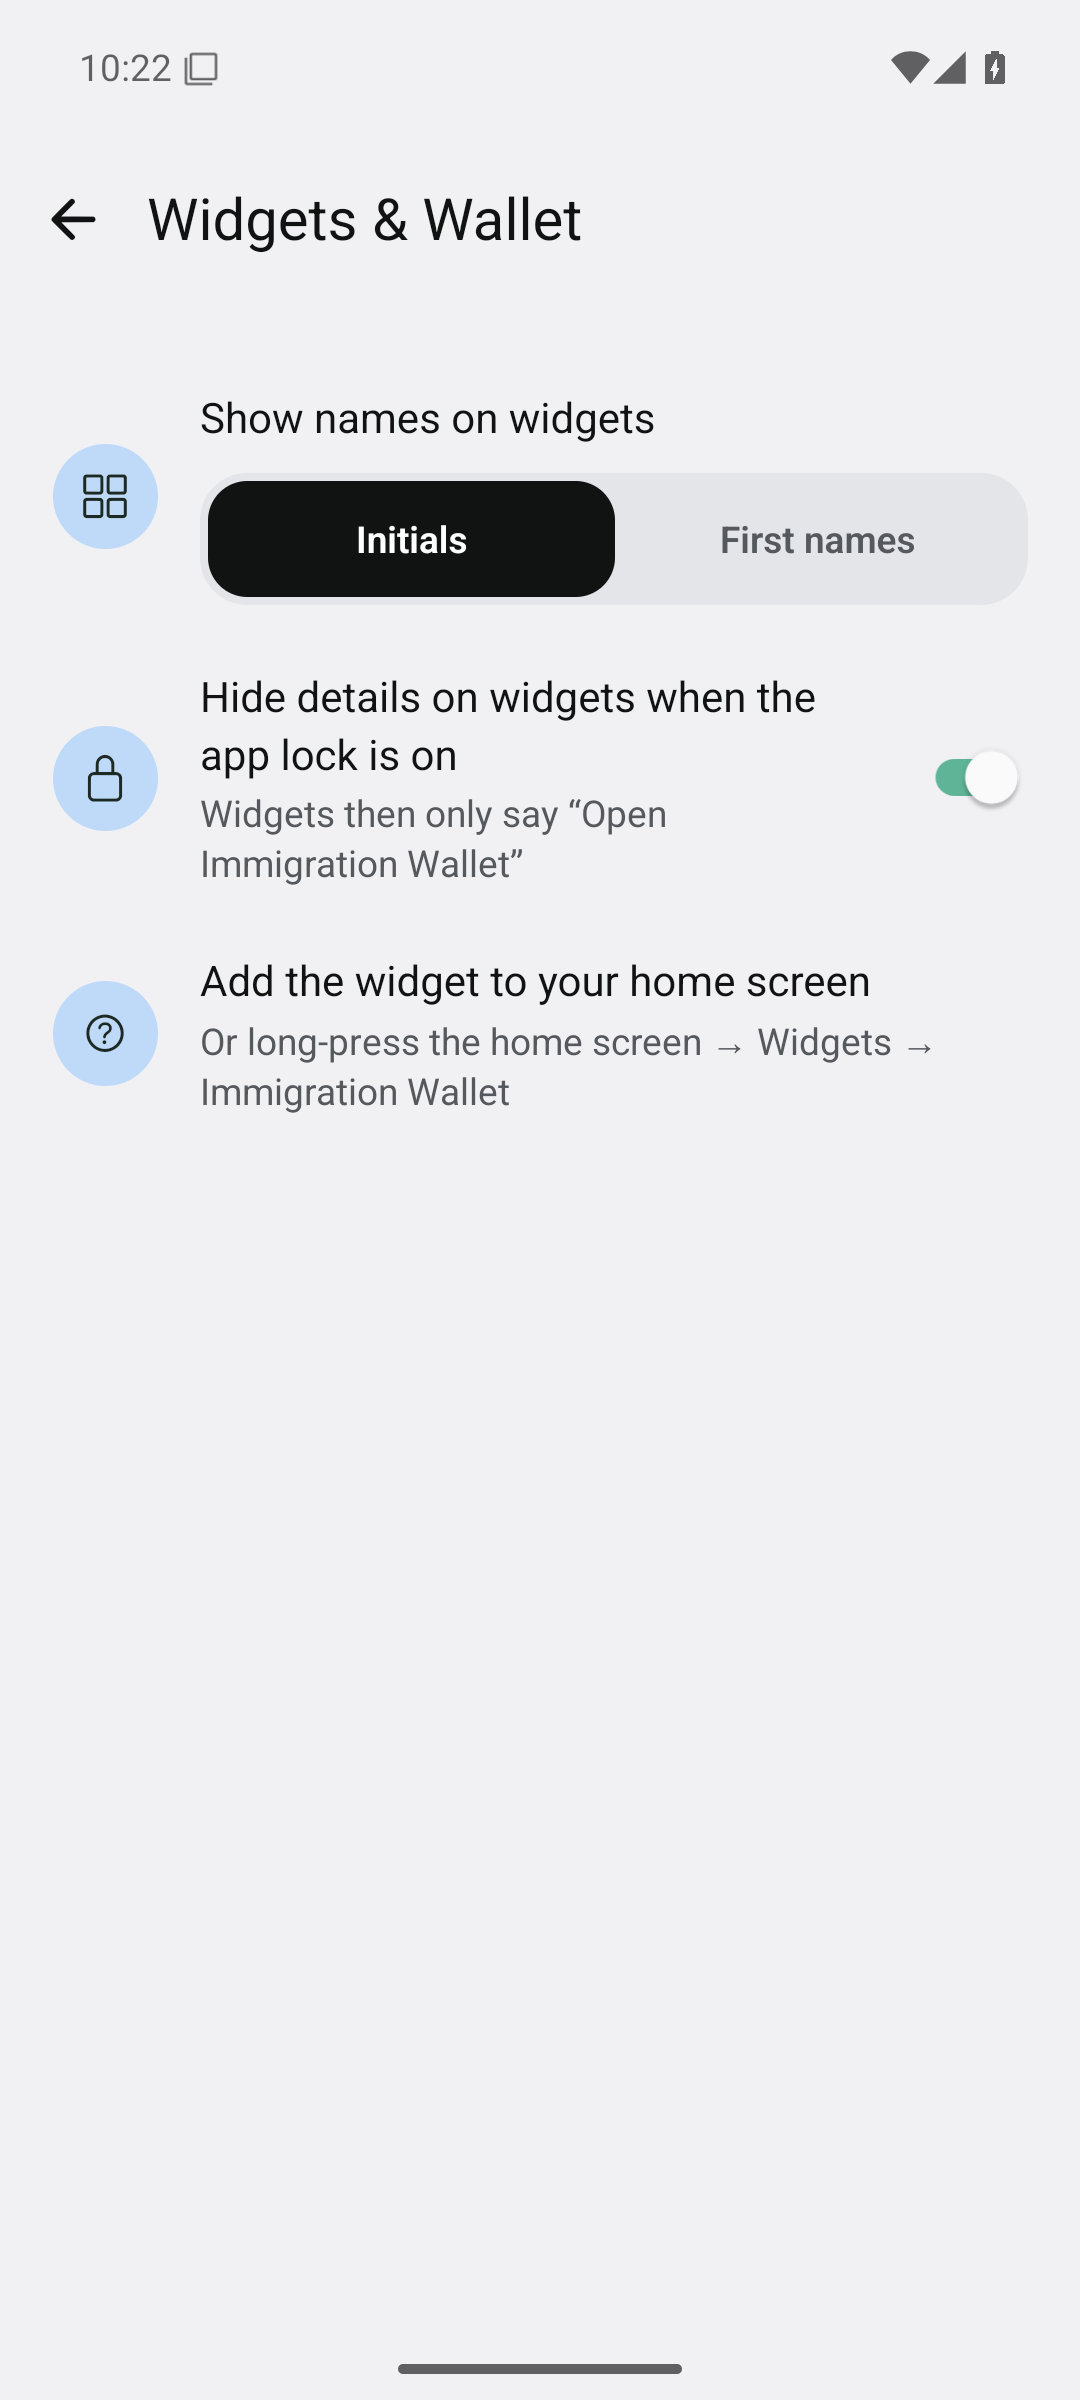 10:22
Widgets & Wallet
Show names on widgets
Initials
First names
Hide details on widgets when the
app lock is on
Widgets then only say “Open
Immigration Wallet”
Add the widget to your home screen
Or long-press the home screen → Widgets →
Immigration Wallet